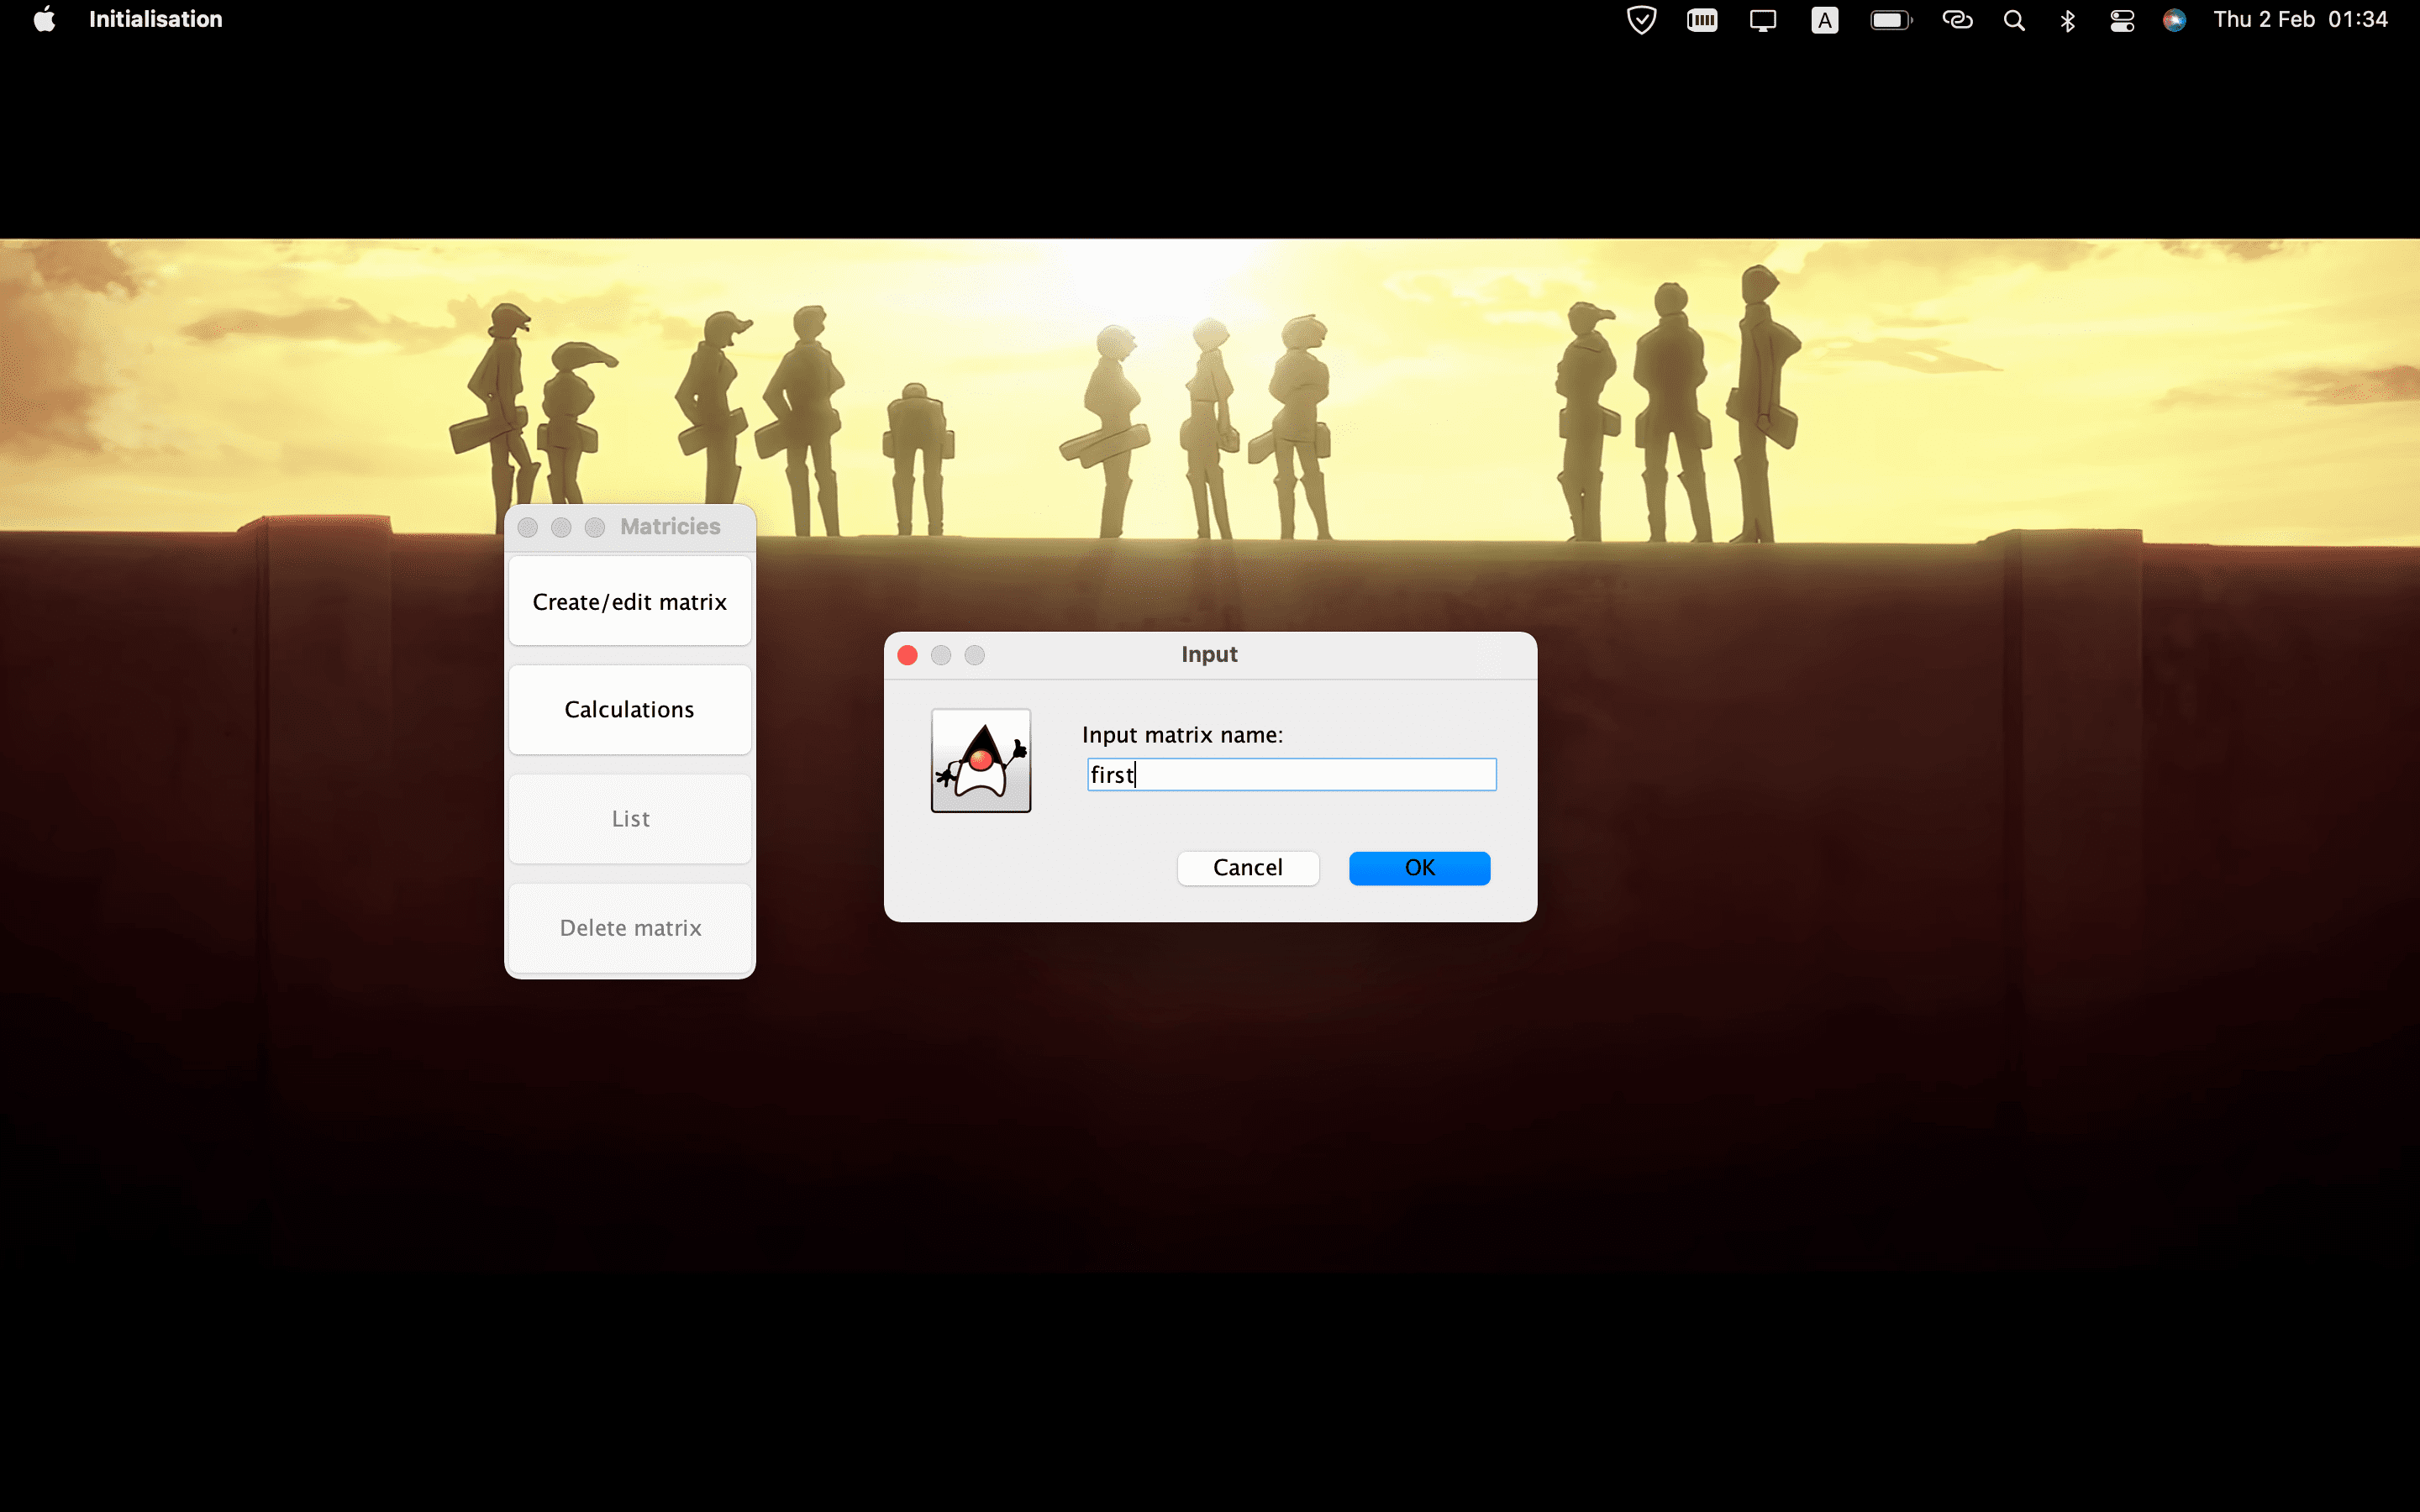 Initialisation
A
Thu 2 Feb 01:34
Matricies
Create/edit matrix
Calculations
List
Delete matrix
Input
Input matrix name:
first
Cancel
OK